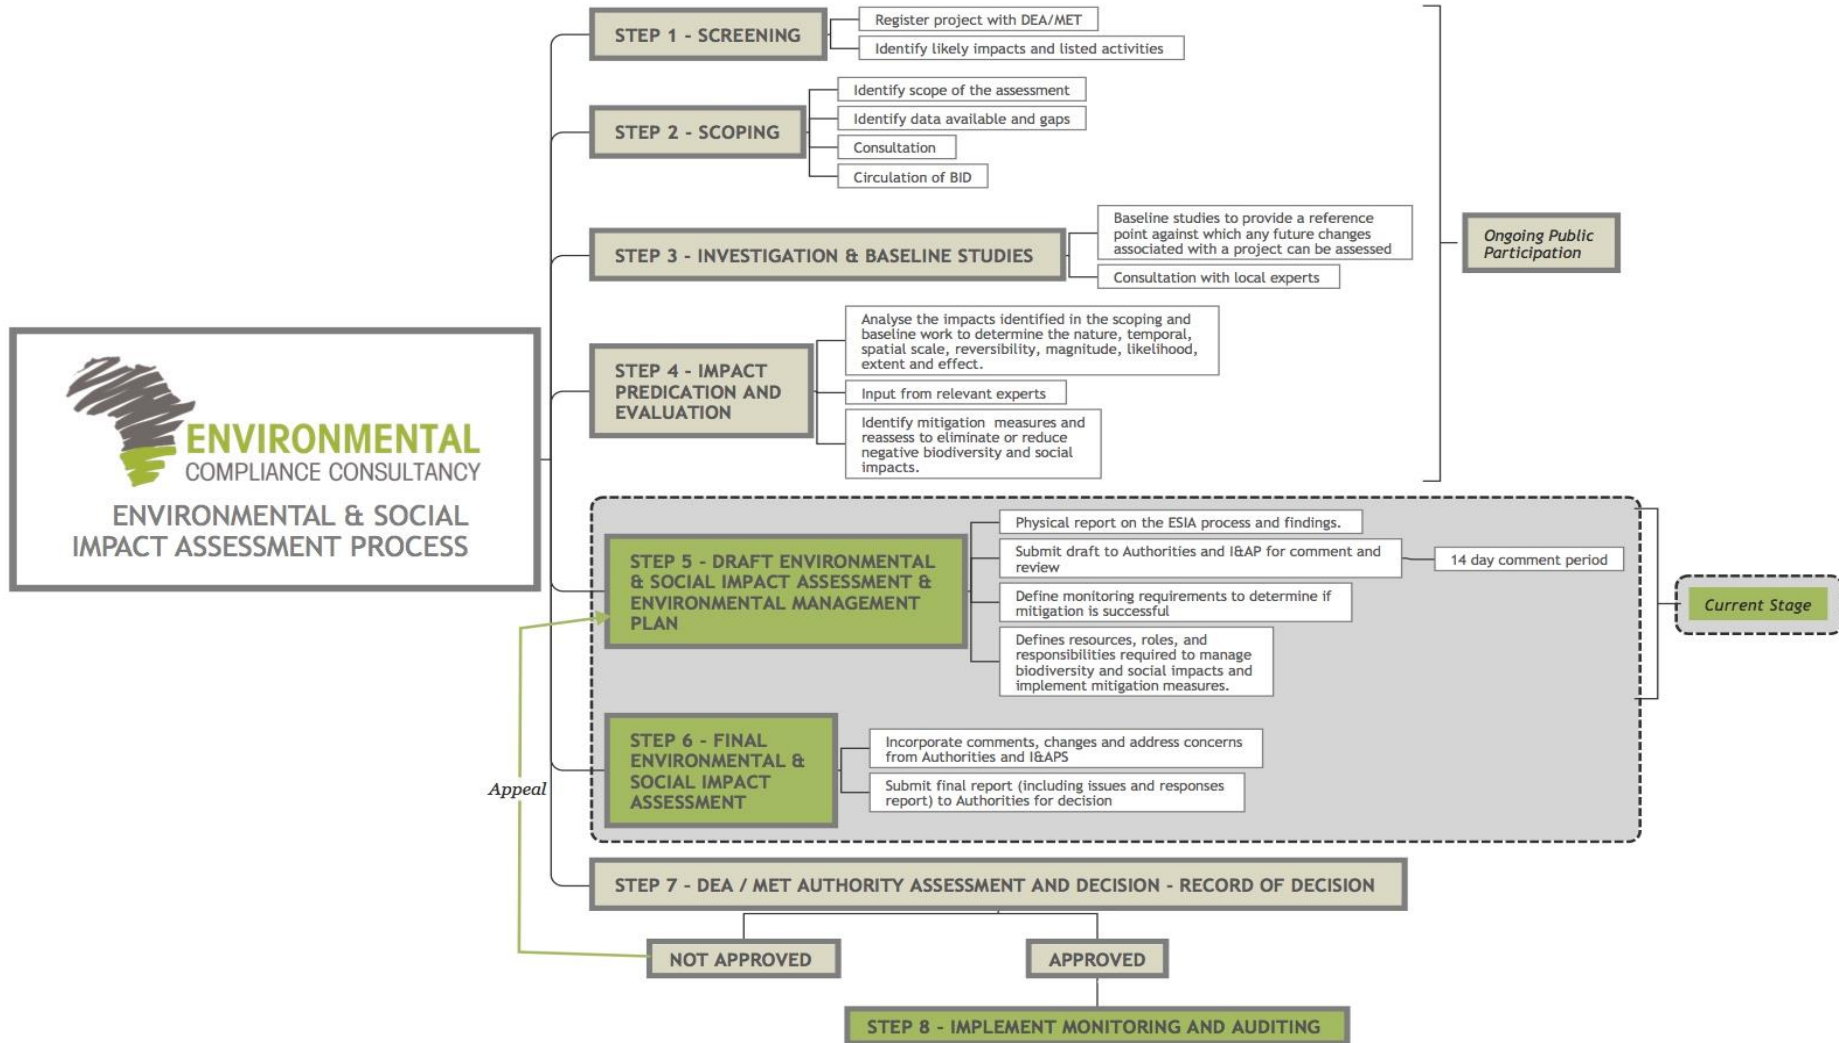 STEP 1 - SCREENING
Register project with DEA/MET
Identify likely impacts and listed activities
STEP 2 - SCOPING
Identify scope of the assessment
Identify data available and gaps
Consultation
Circulation of BID
STEP 3 - INVESTIGATION & BASELINE STUDIES
Baseline studies to provide a reference
point against which any future changes
associated with a project can be assessed
Consultation with local experts
Ongoing Public
Participation
ENVIRONMENTAL
COMPLIANCE CONSULTANCY
ENVIRONMENTAL & SOCIAL
IMPACT ASSESSMENT PROCESS
STEP 4 - IMPACT
PREDICATION AND
EVALUATION
Analyse the impacts identified in the scoping and
baseline work to determine the nature, temporal,
spatial scale, reversibility, magnitude, likelihood,
extent and effect.
Input from relevant experts
Identify mitigation measures and
reassess to eliminate or reduce
negative biodiversity and social
impacts.
STEP 5 - DRAFT ENVIRONMENTAL
& SOCIAL IMPACT ASSESSMENT &
ENVIRONMENTAL MANAGEMENT
PLAN
Physical report on the ESIA process and findings.
Submit draft to Authorities and I&AP for comment and
review
14 day comment period
Define monitoring requirements to determine if
mitigation is successful
Defines resources, roles, and
responsibilities required to manage
biodiversity and social impacts and
implement mitigation measures.
Current Stage
STEP 6 - FINAL
ENVIRONMENTAL &
SOCIAL IMPACT
ASSESSMENT
Incorporate comments, changes and address concerns
from Authorities and I&APS
Submit final report (including issues and responses
report) to Authorities for decision
Appeal
STEP 7 - DEA / MET AUTHORITY ASSESSMENT AND DECISION - RECORD OF DECISION
NOT APPROVED
APPROVED
STEP 8 - IMPLEMENT MONITORING AND AUDITING